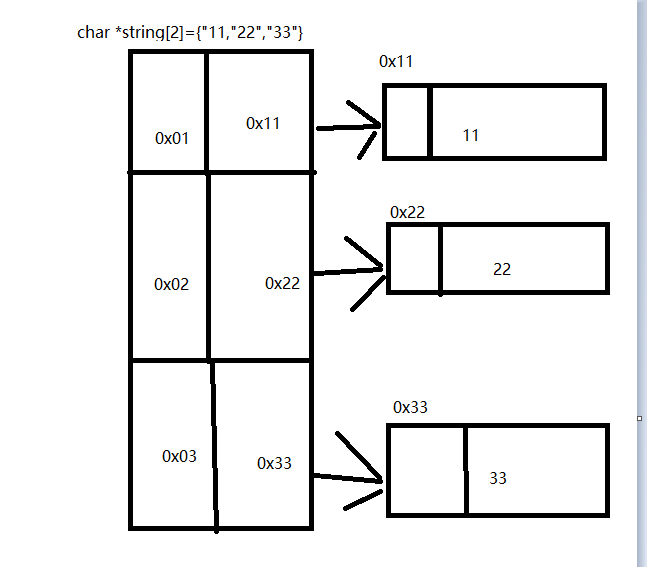 char *string[2]={"11,"22","33"}
0x11
0x01
0x11
11
0x22
0x02
0x22
22
0x33
0x03
0x33
33